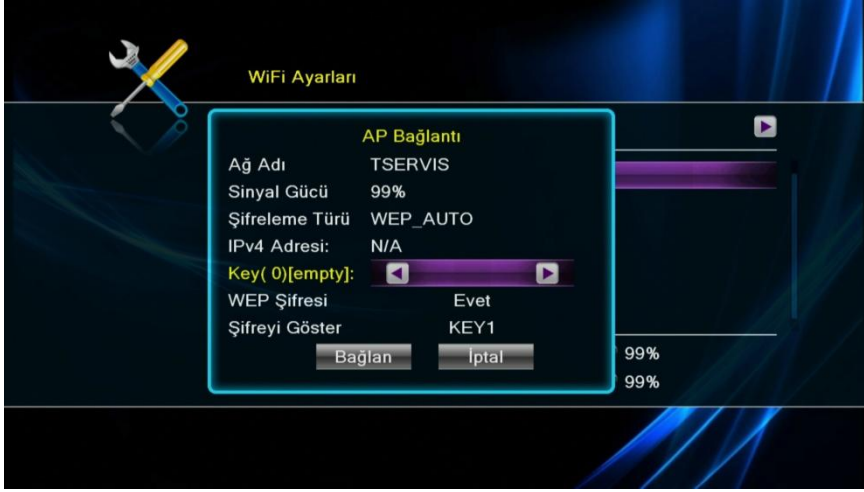 WiFi Ayarları
AP Bağlantı
Ağ Adı TSERVIS
Sinyal Gücü 99%
Şifreleme Türü WEP_AUTO
IPv4 Adresi: N/A
Key( 0)[empty]:
WEP Şifresi Evet
Şifreyi Göster KEY1
Bağlan İptal
99%
99%